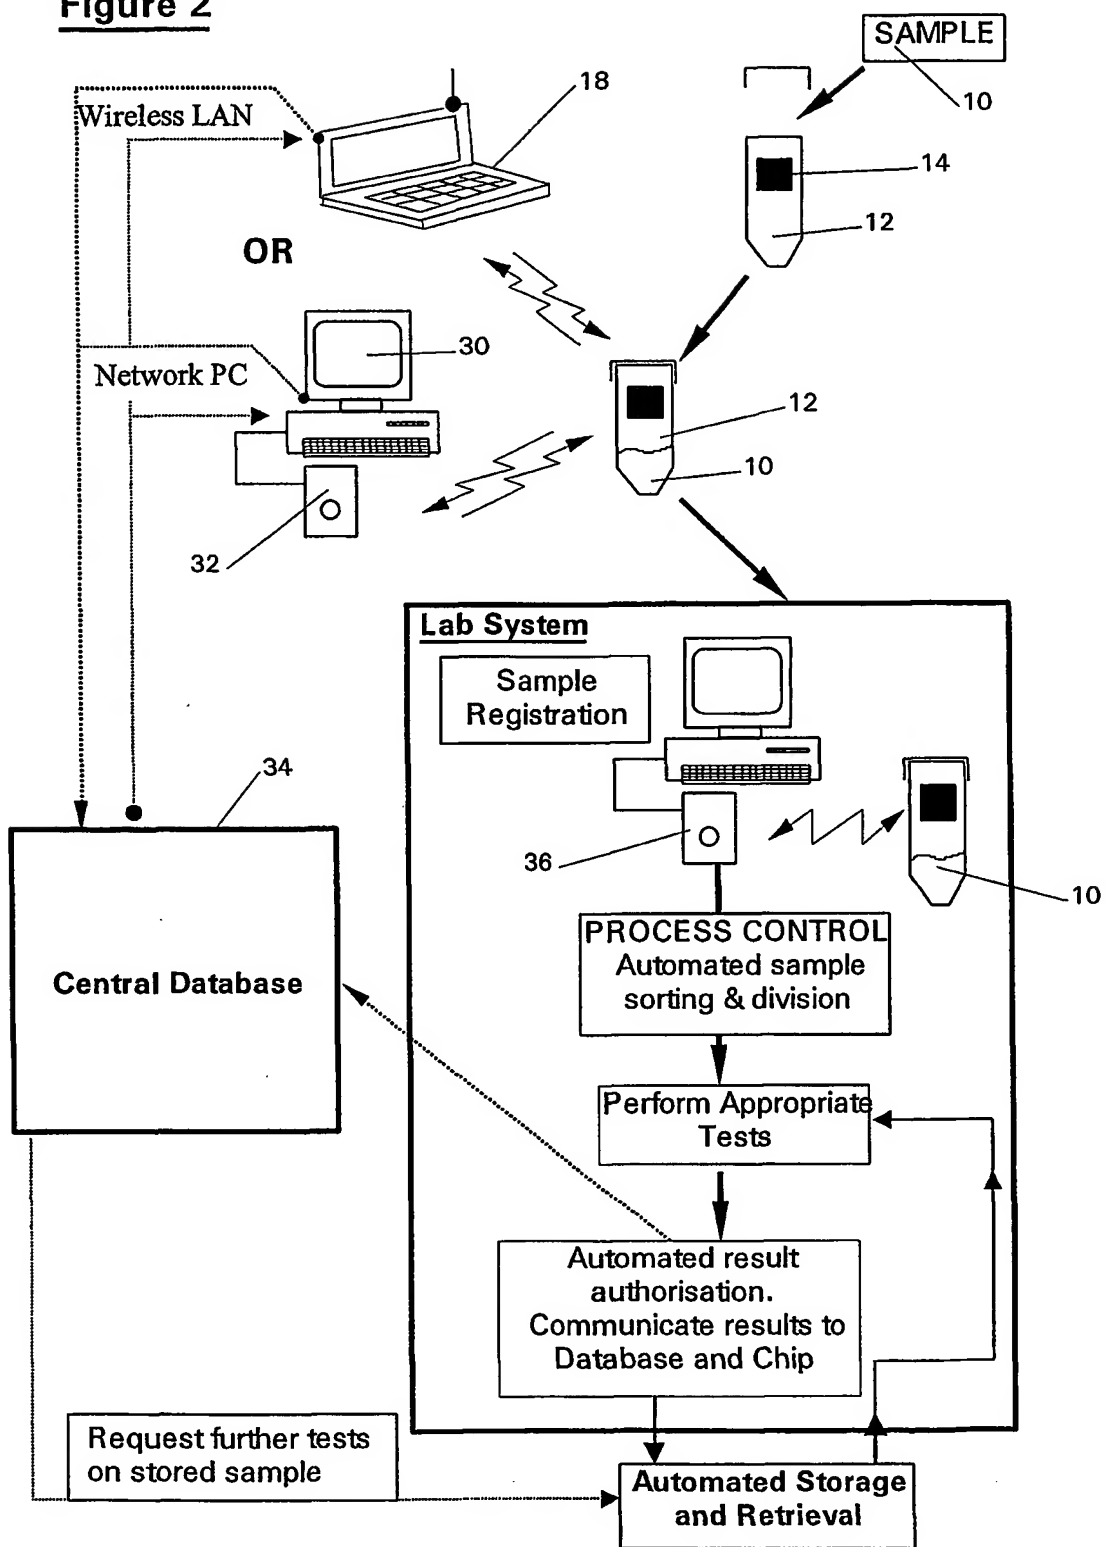 Figure 2
SAMPLE
10
18
Wireless LAN
14
12
OR
30
Network PC
12
10
32
Lab System
Sample
Registration
34
36
10
PROCESS CONTROL
Automated sample
sorting & division
Central Database
Perform Appropriate
Tests
Automated result
authorisation.
Communicate results to
Database and Chip
Request further tests
on stored sample
Automated Storage
and Retrieval